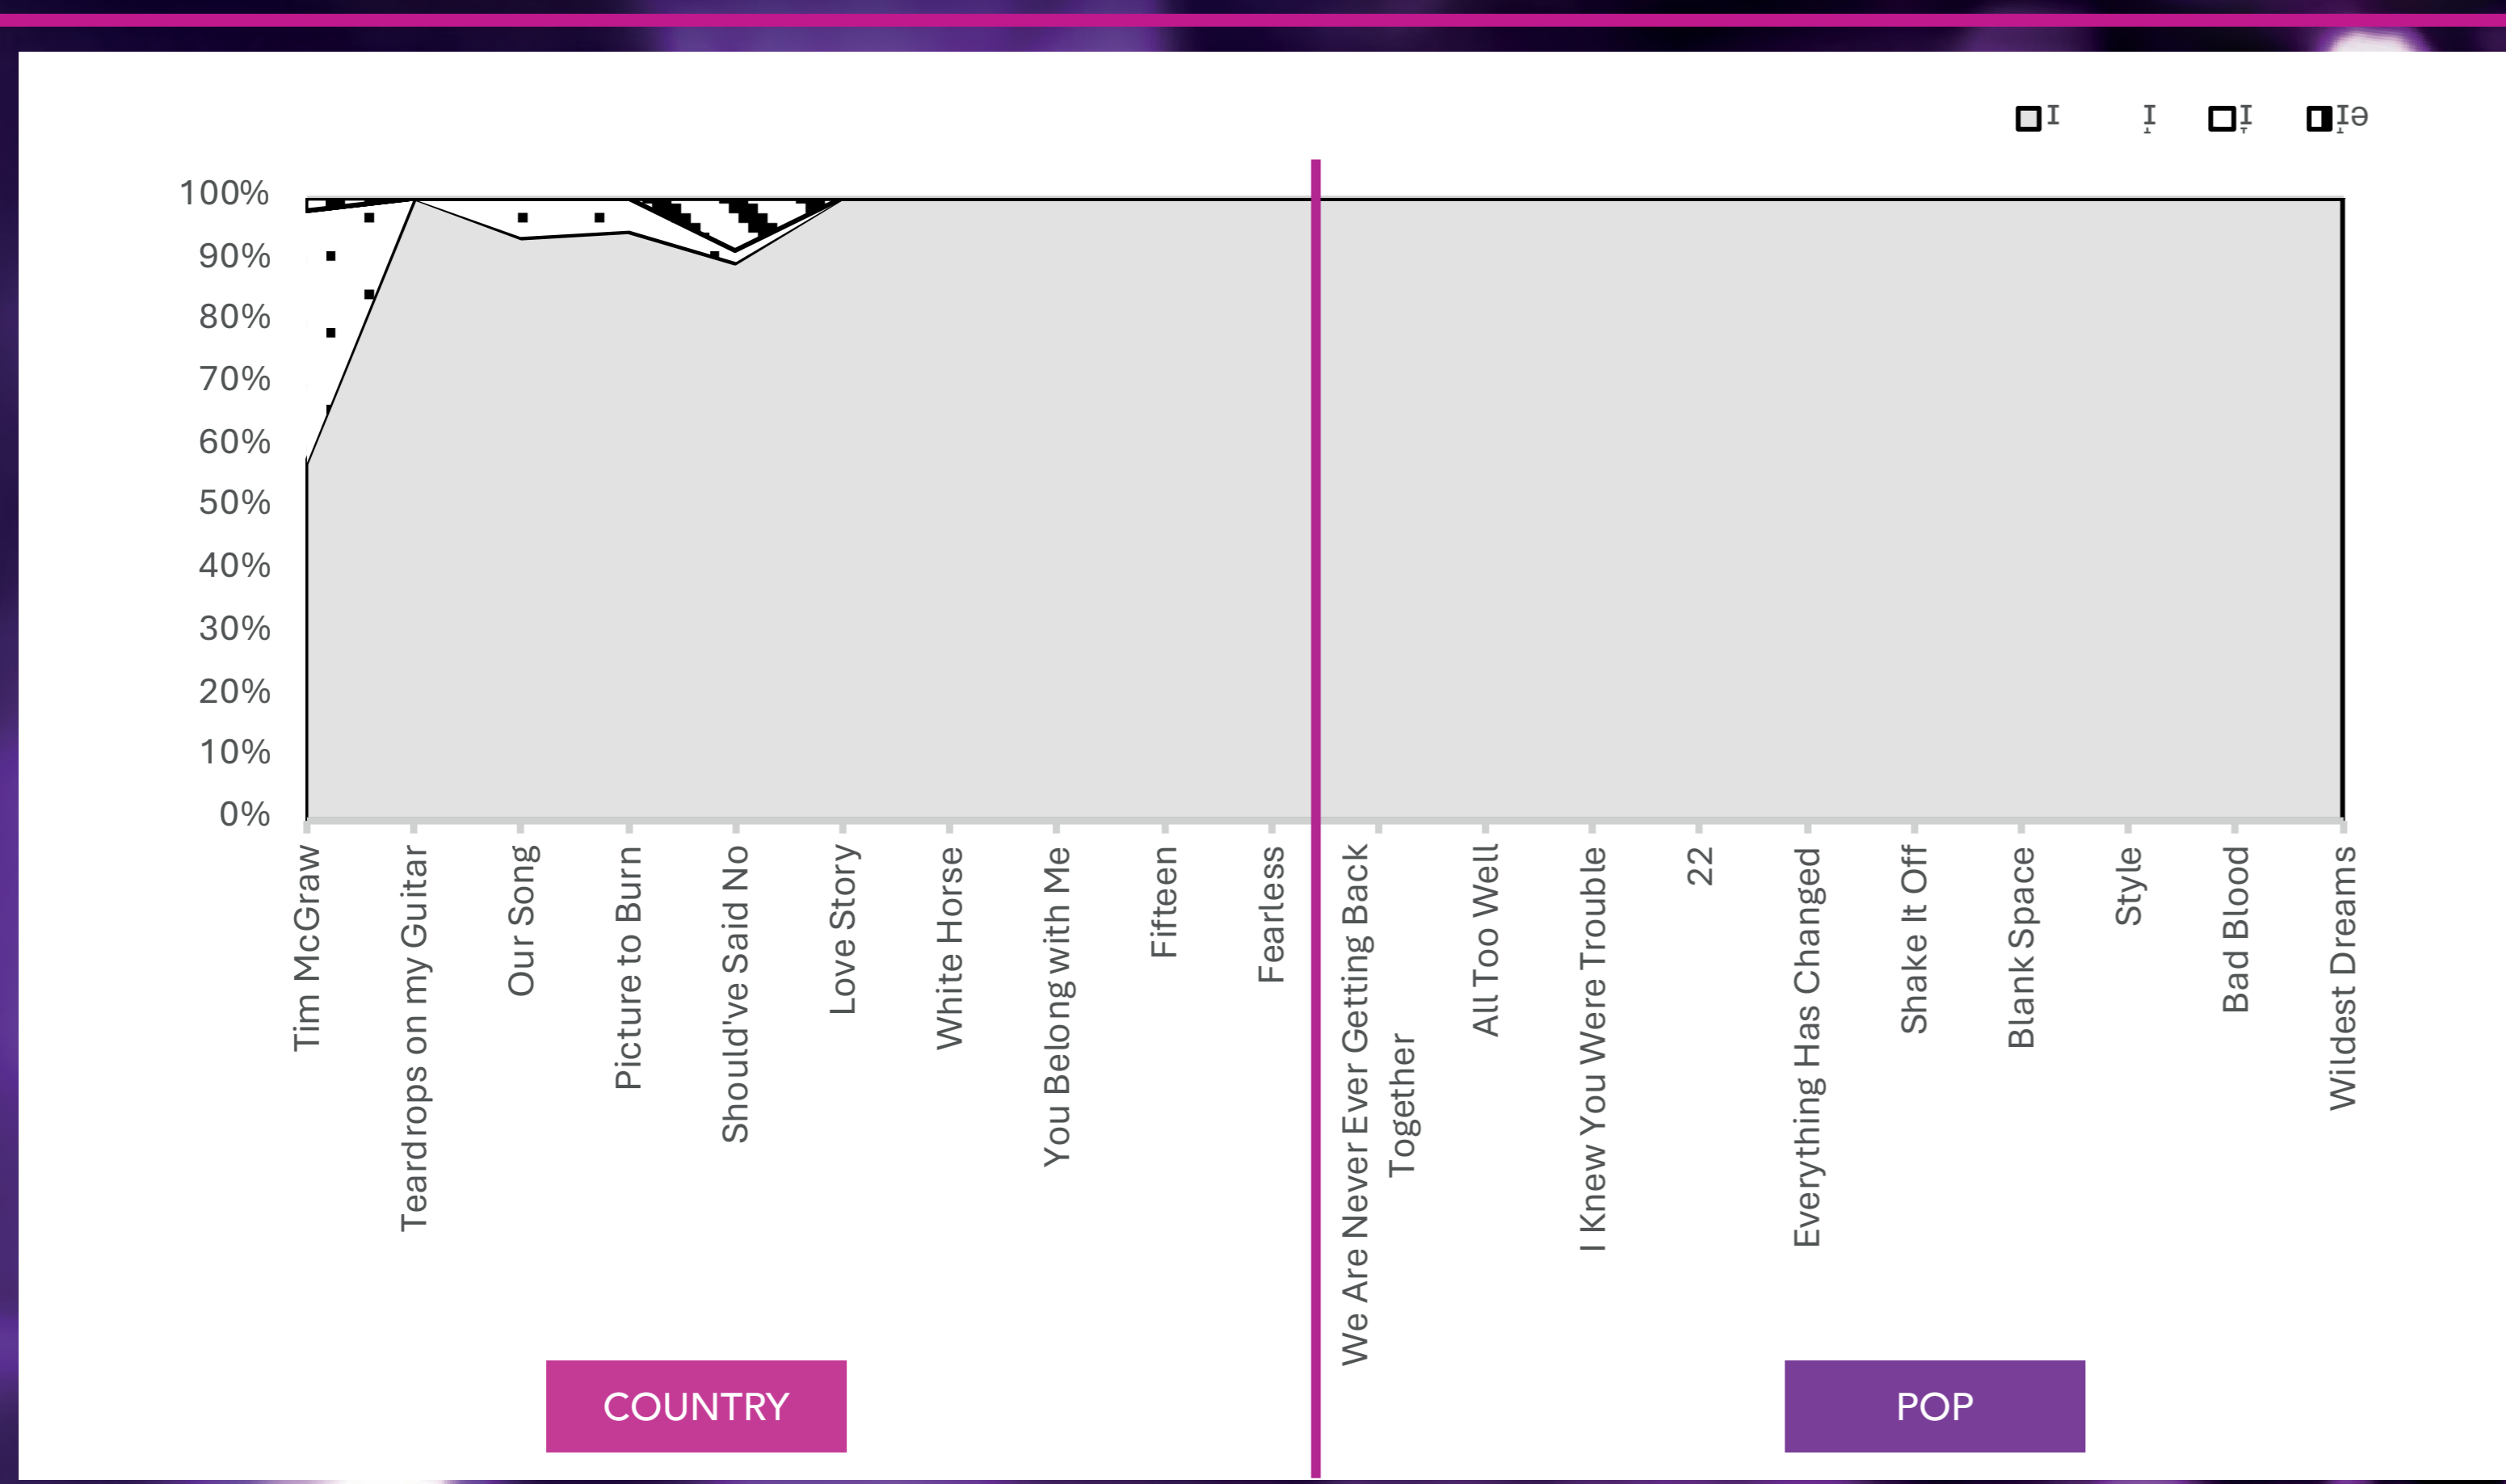 ɪ ɪ̝ ɪ̞ ɪ̝ə
100%
90%
80%
70%
60%
50%
40%
30%
20%
10%
0%
Tim McGraw
Teardrops on my Guitar
Our Song
Picture to Burn
Should've Said No
Love Story
White Horse
You Belong with Me
Fifteen
Fearless
We Are Never Ever Getting Back
Together
All Too Well
I Knew You Were Trouble
22
Everything Has Changed
Shake It Off
Blank Space
Style
Bad Blood
Wildest Dreams
COUNTRY
POP